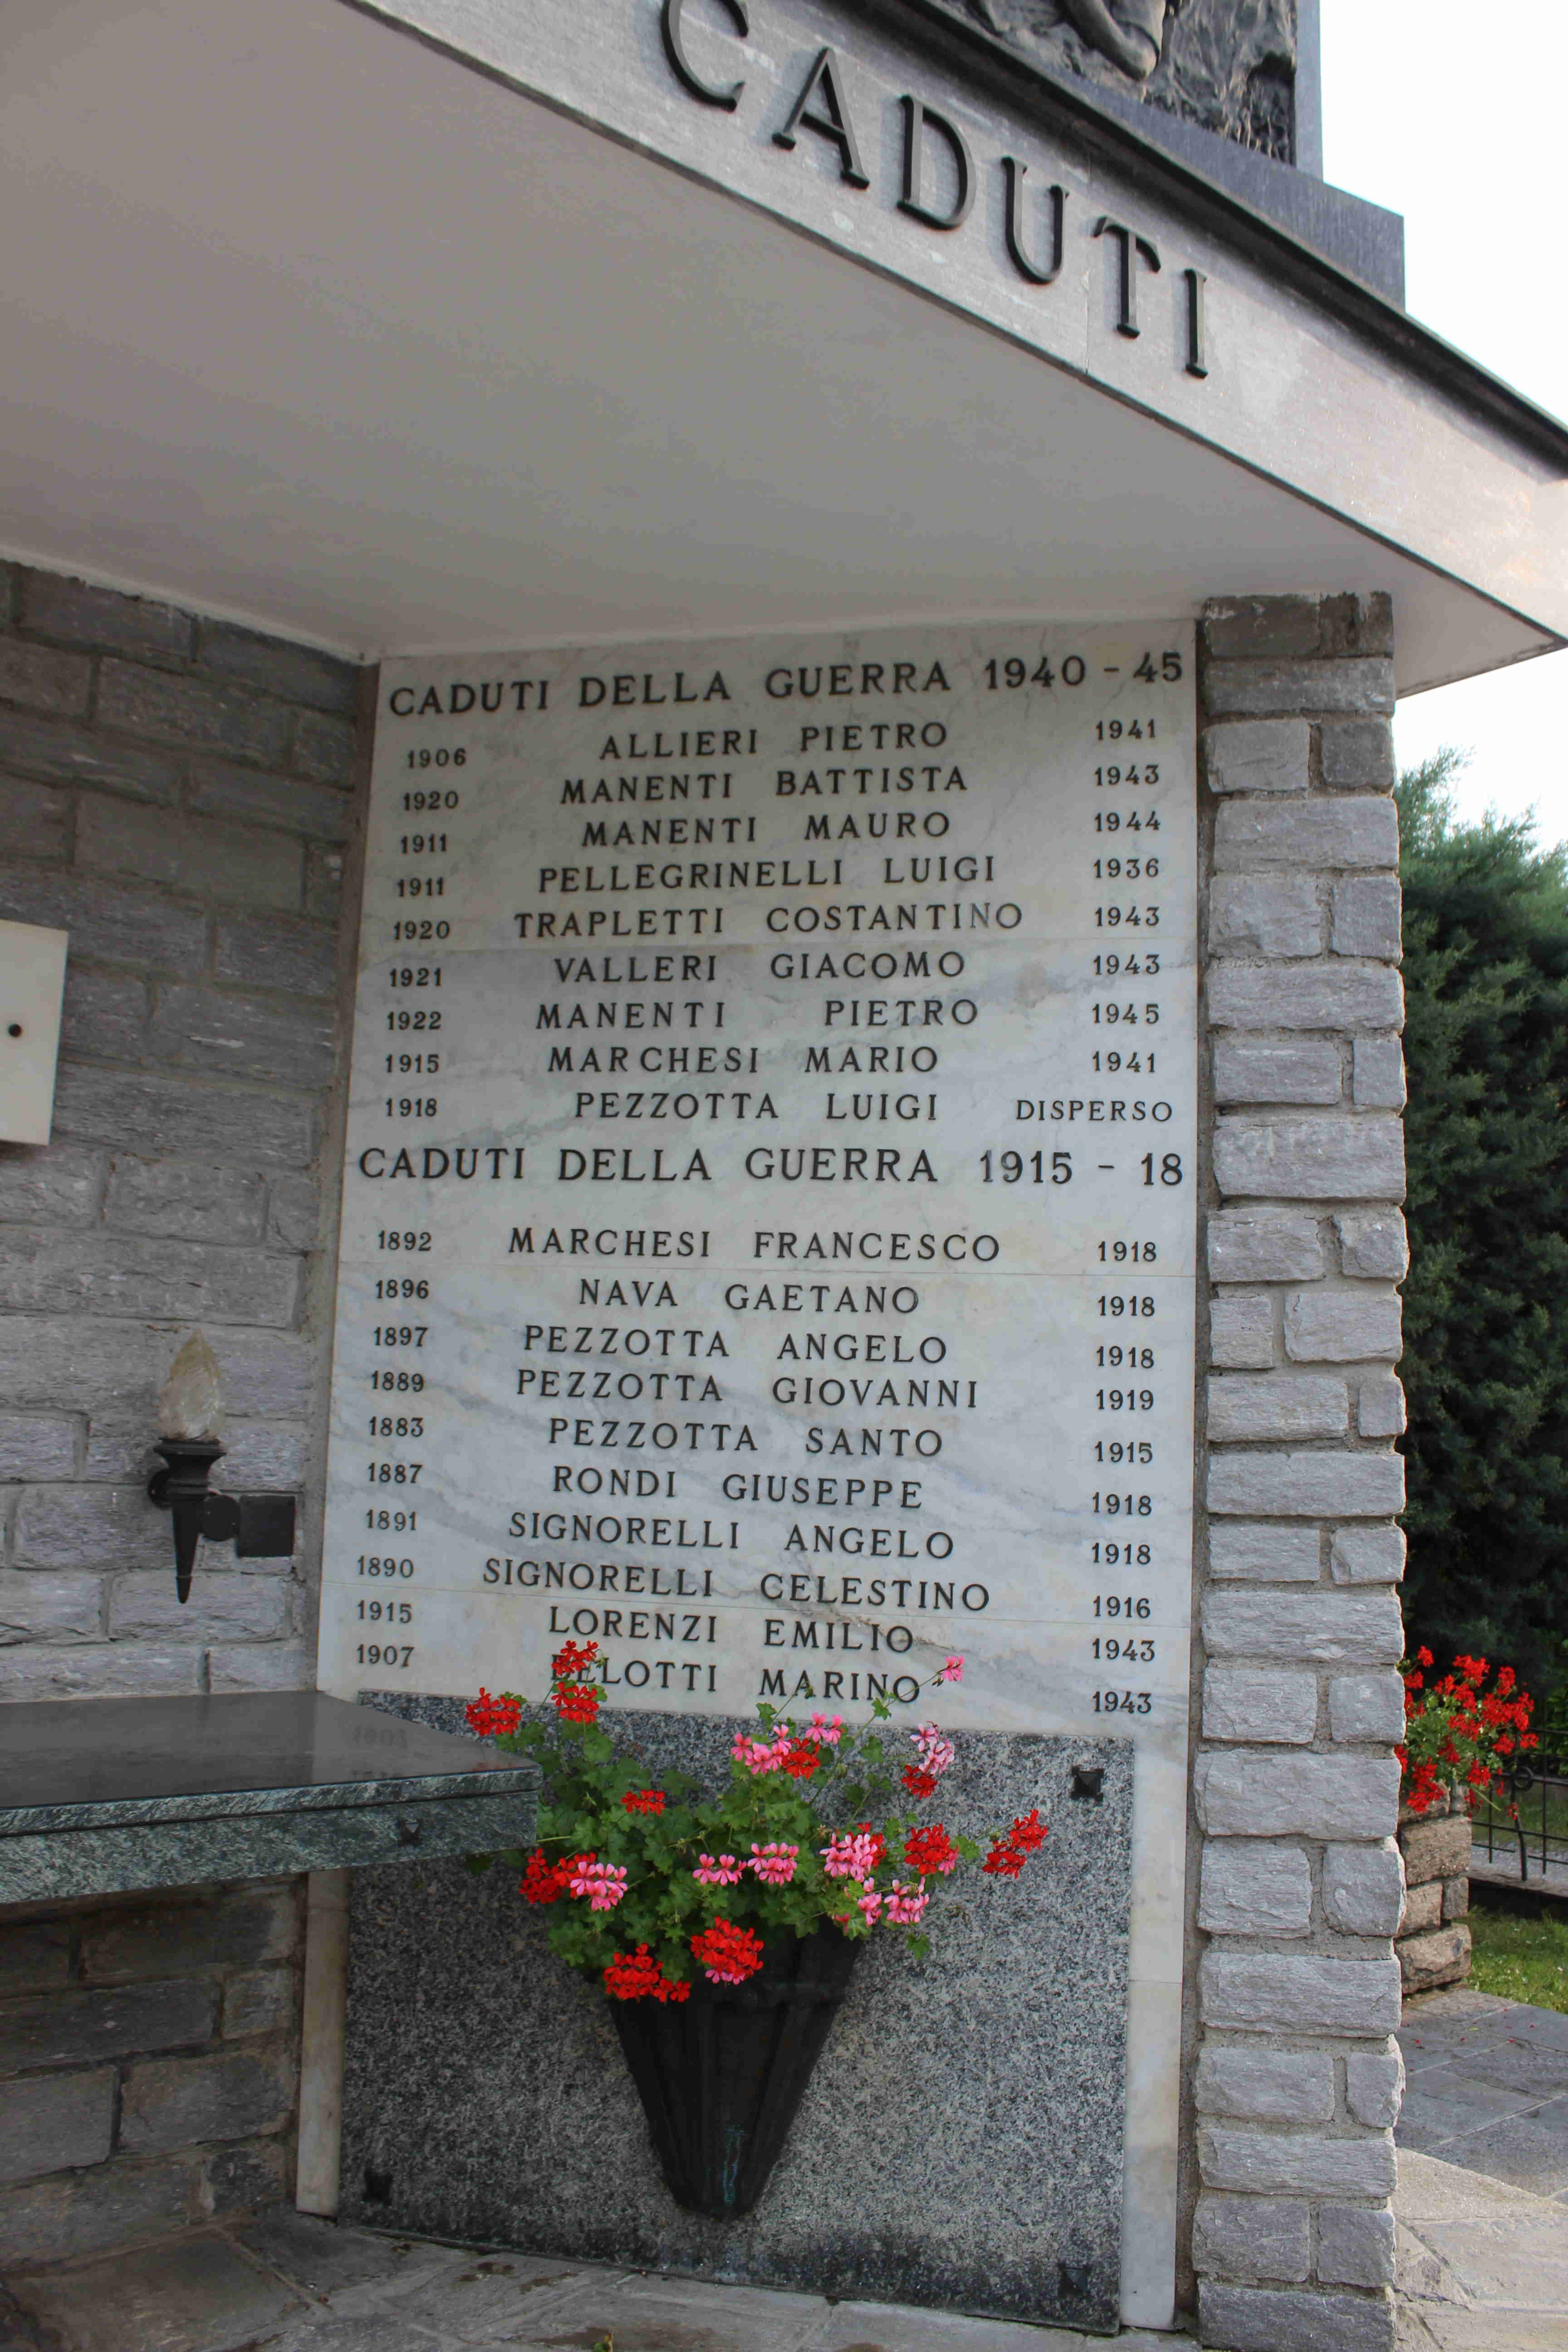 CADUTI
CADUTI DELLA GUERRA 1940 - 45
1906 ALLIERI PIETRO 1941
1920 MANENTI BATTISTA 1943
1911 MANENTI MAURO 1944
1911 PELLEGRINELLI LUIGI 1936
1920 TRAPLETTI COSTANTINO 1943
1921 VALLERI GIACOMO 1943
1922 MANENTI PIETRO 1945
1915 MARCHESI MARIO 1941
1918 PEZZOTTA LUIGI DISPERSO
CADUTI DELLA GUERRA 1915 - 18
1892 MARCHESI FRANCESCO 1918
1896 NAVA GAETANO 1918
1897 PEZZOTTA ANGELO 1918
1889 PEZZOTTA GIOVANNI 1919
1883 PEZZOTTA SANTO 1915
1887 RONDI GIUSEPPE 1918
1891 SIGNORELLI ANGELO 1918
1890 SIGNORELLI CELESTINO 1916
1915 LORENZI EMILIO 1943
1907 BELOTTI MARINO 1943